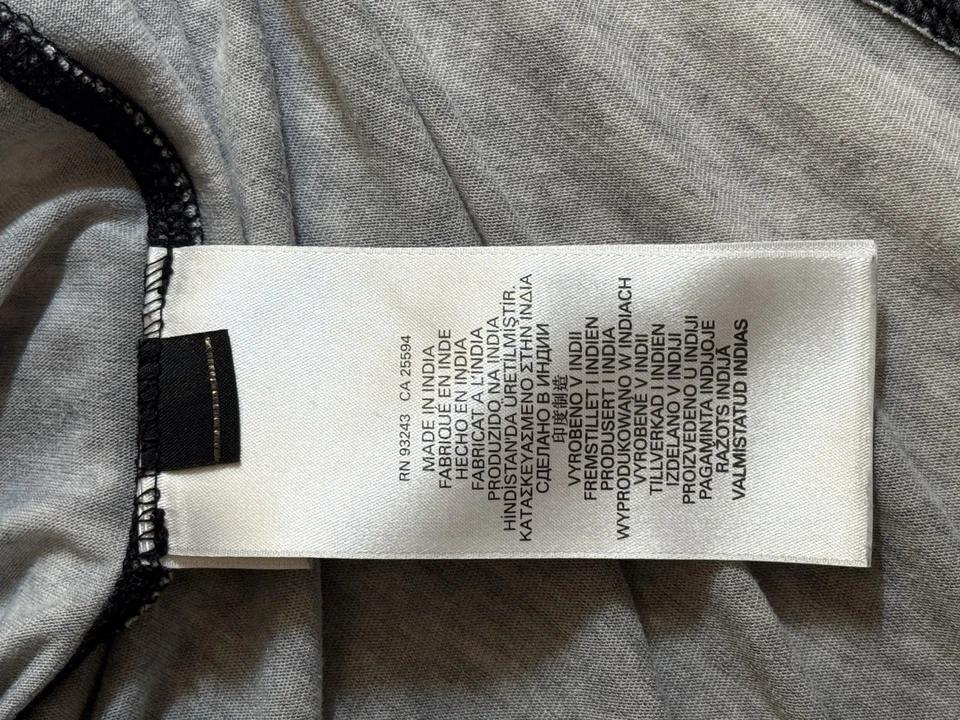 RN 93243 CA 25594
MADE IN INDIA
FABRIQUÉ EN INDE
HECHO EN INDIA
FABRICAT A L'INDIA
PRODUZIDO NA INDIA
HİNDİSTAN'DA ÜRETİLMİŞTİR.
ΚΑΤΑΣΚΕΥΑΣΜΕΝΟ ΣΤΗΝ ΙΝΔΙΑ
СДЕЛАНО В ИНДИИ
印度制造
VYROBENO V INDII
FREMSTILLET I INDIEN
PRODUSERT I INDIA
WYPRODUKOWANO W INDIACH
VYROBENÉ V INDII
TILLVERKAD I INDIEN
IZDELANO V INDIJI
PROIZVEDENO U INDIJI
PAGAMINTA INDIJOJE
RAŽOTS INDIJĀ
VALMISTATUD INDIAS